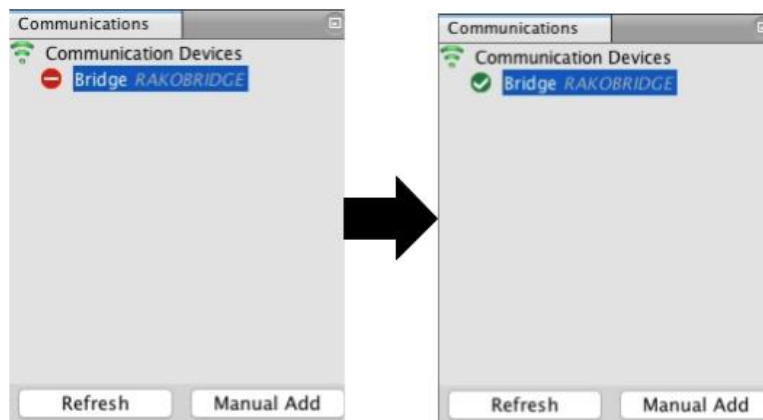 Communications
Communication Devices
Bridge RAKOBRIDGE
Refresh Manual Add
Communications
Communication Devices
Bridge RAKOBRIDGE
Refresh Manual Add